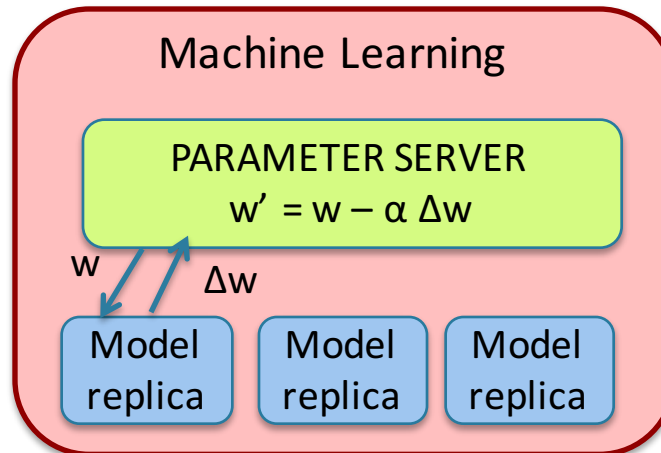 Machine Learning
PARAMETER SERVER
w’ = w – α Δw
w
Δw
Model
replica
Model
replica
Model
replica